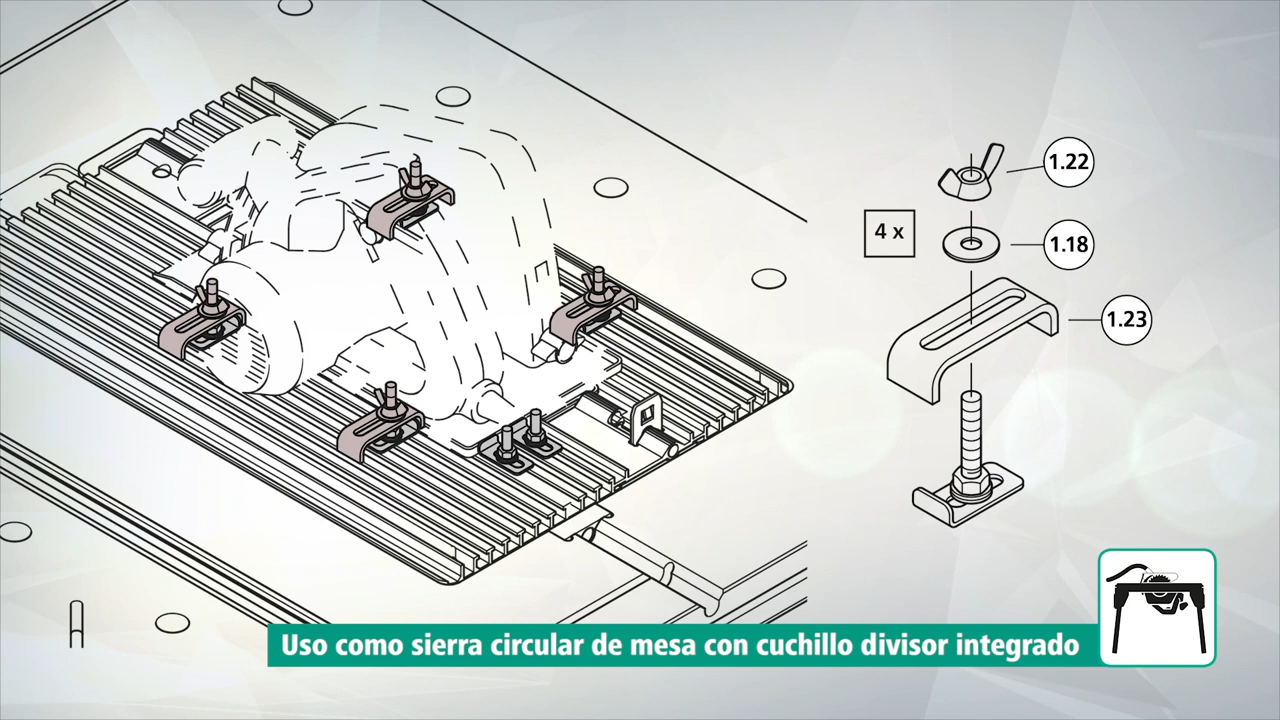 1.22
4 x
1.18
1.23
Uso como sierra circular de mesa con cuchillo divisor integrado